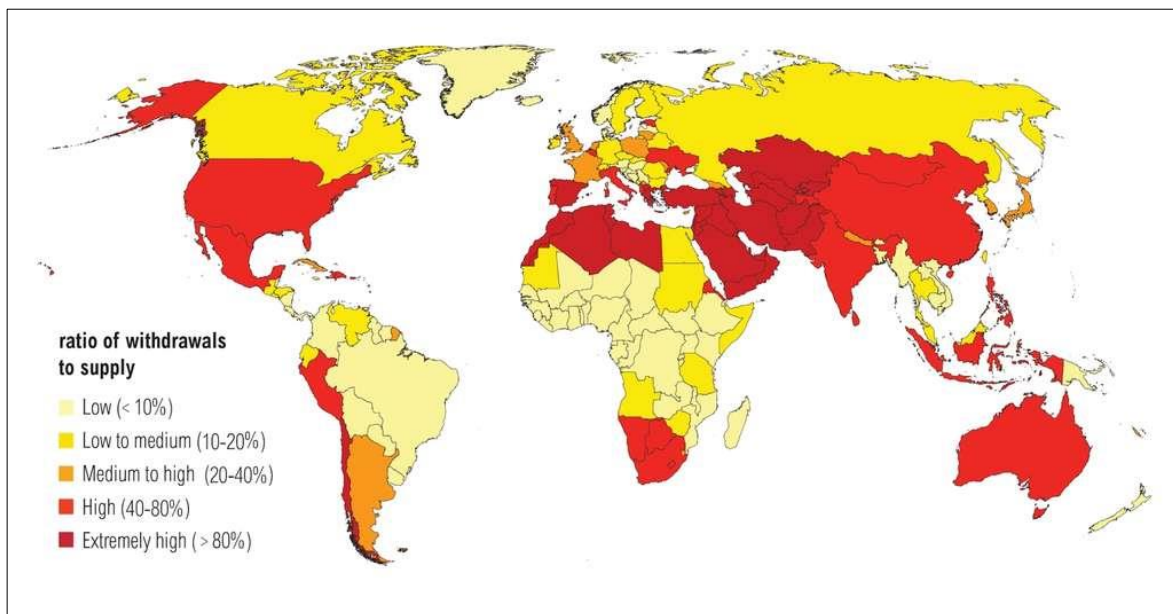 ratio of withdrawals
to supply
Low (< 10%)
Low to medium (10-20%)
Medium to high (20-40%)
High (40-80%)
Extremely high (> 80%)